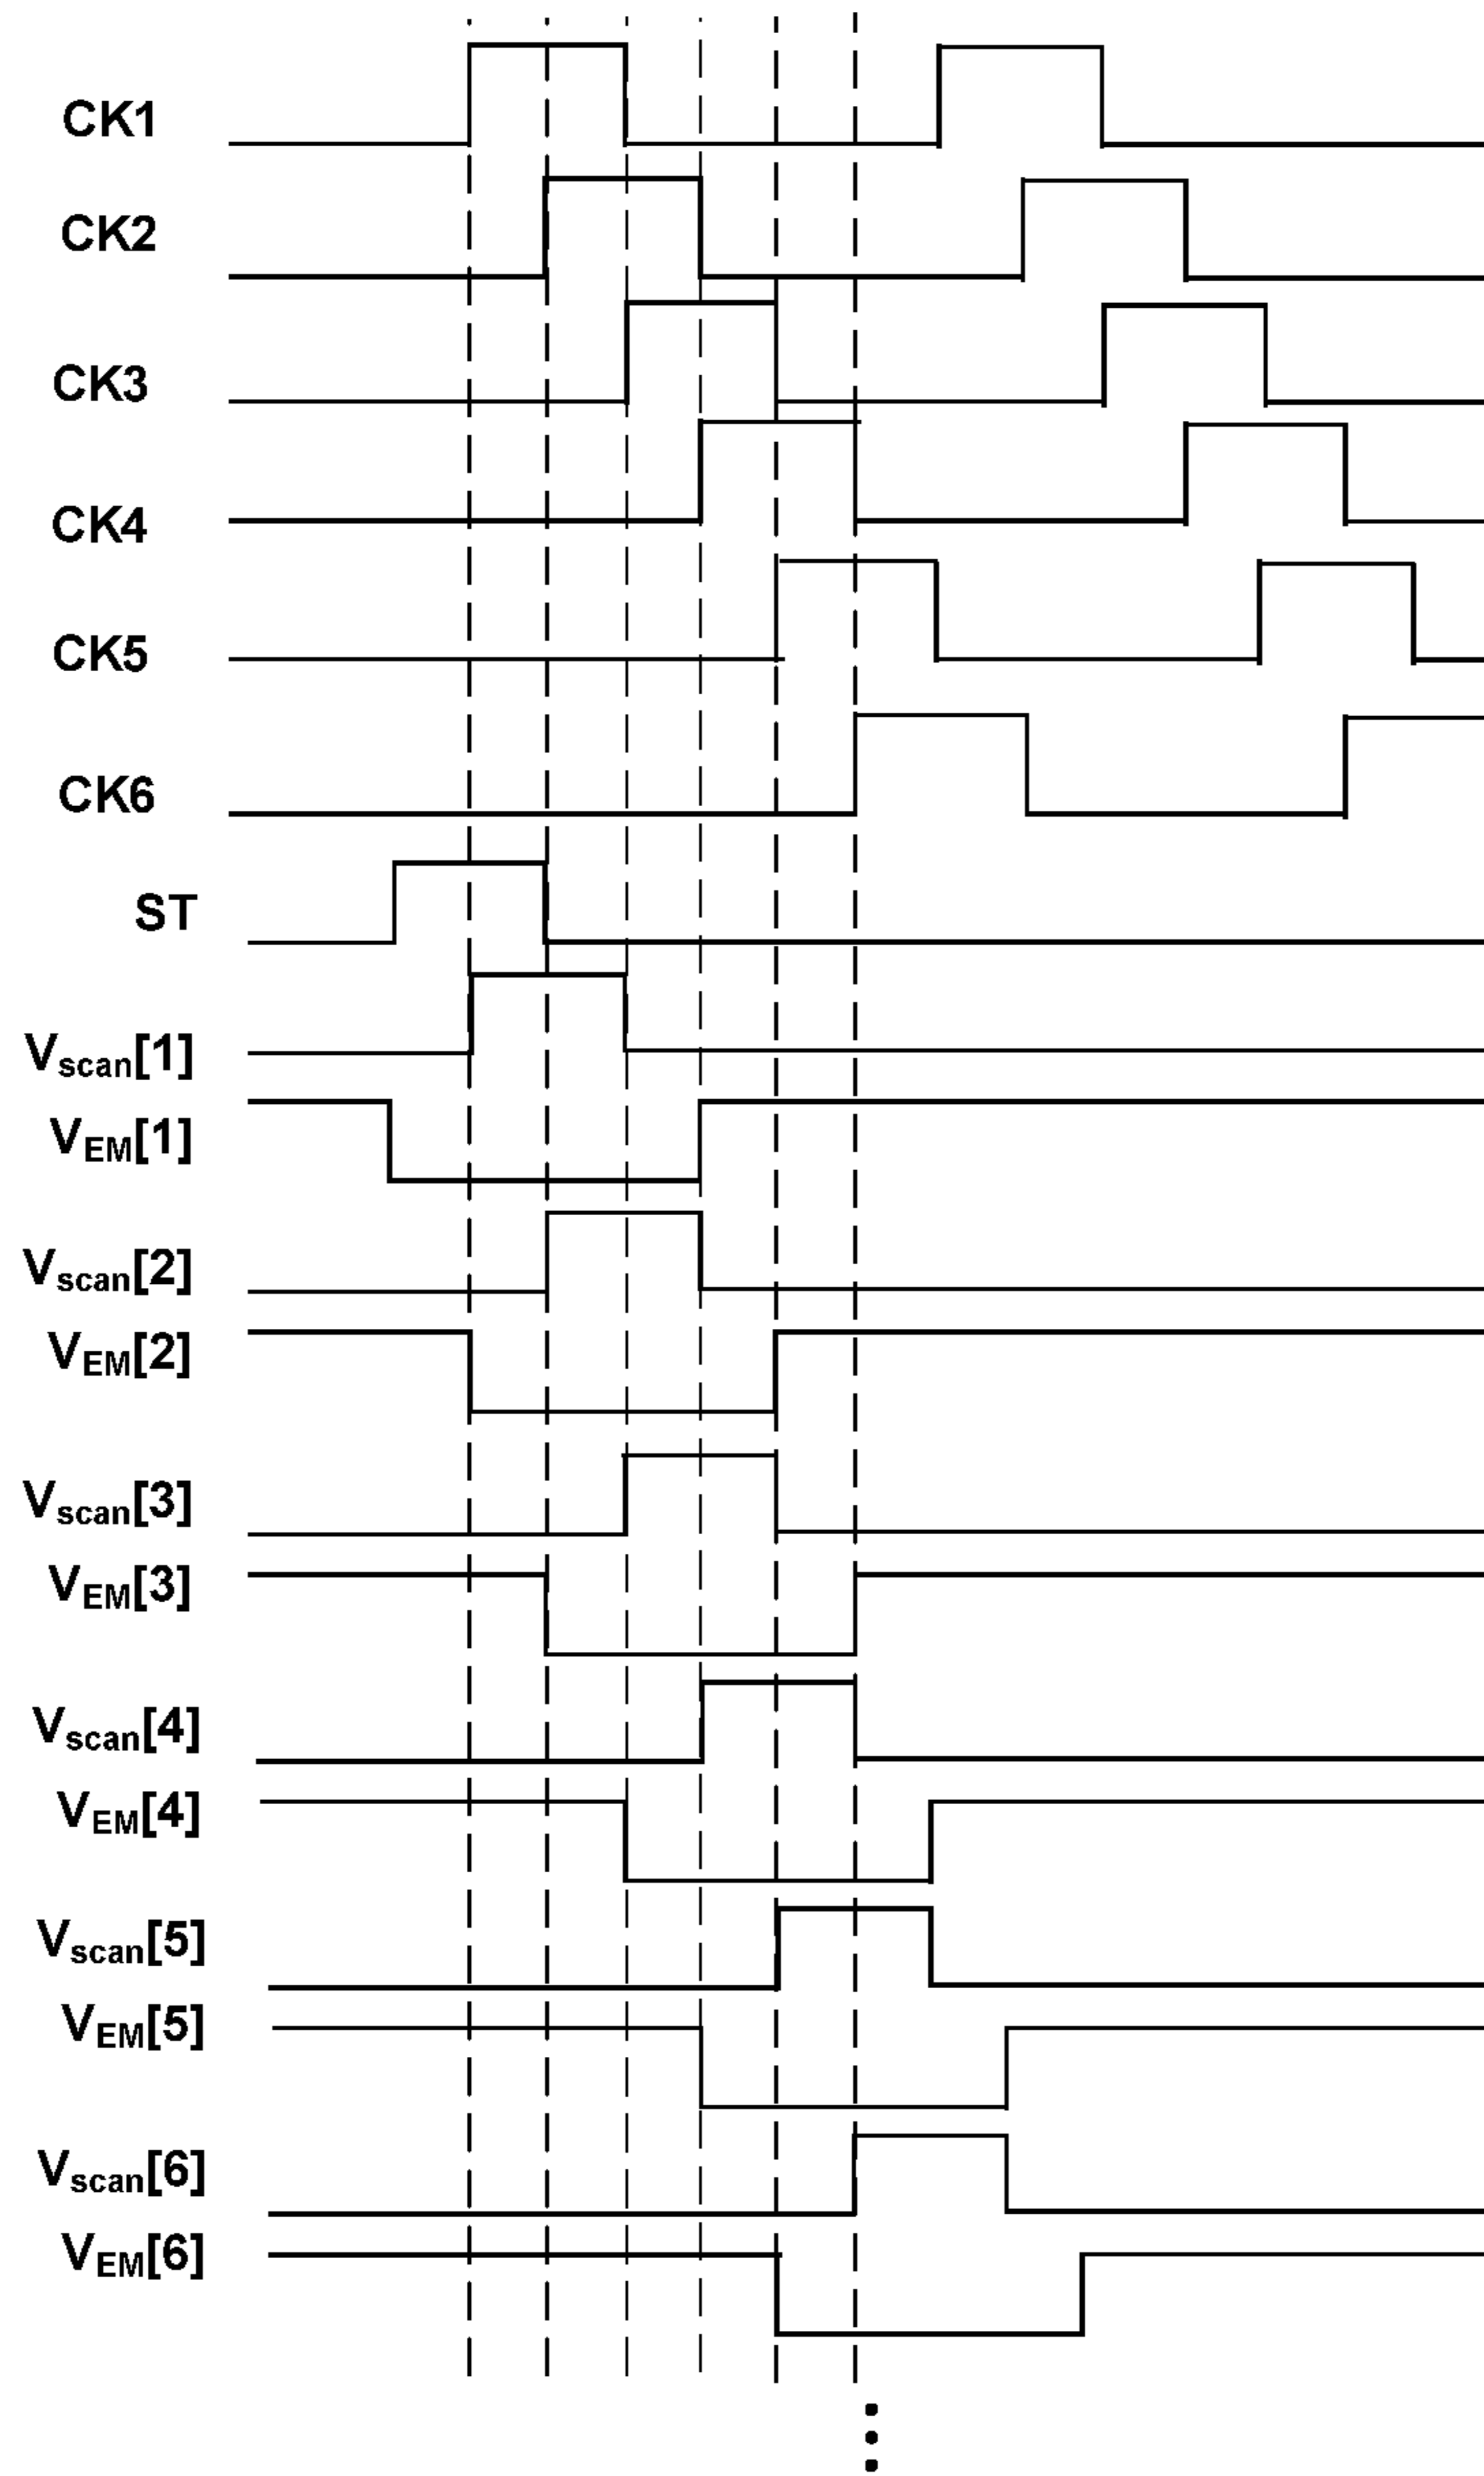 CK1
CK2
CK3
CK4
CK5
CK6
ST
Vscan[1]
VEM[1]
Vscan[2]
VEM[2]
Vscan[3]
VEM[3]
Vscan[4]
VEM[4]
Vscan[5]
VEM[5]
Vscan[6]
VEM[6]